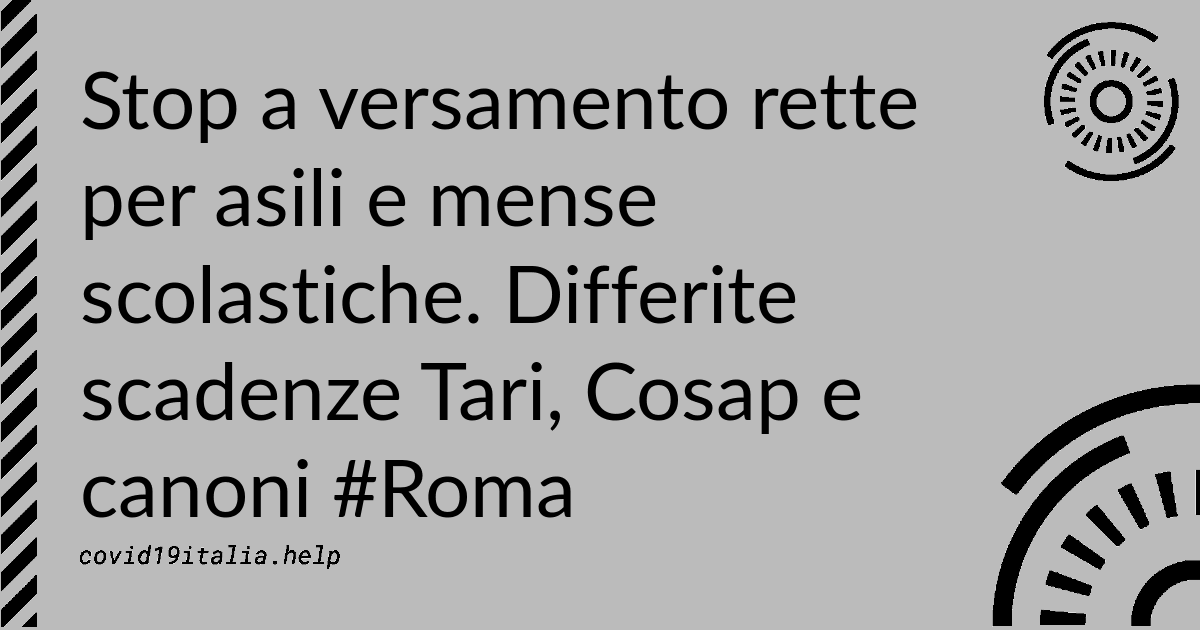 Stop a versamento rette
per asili e mense
scolastiche. Differite
scadenze Tari, Cosap e
canoni #Roma
covid19italia.help